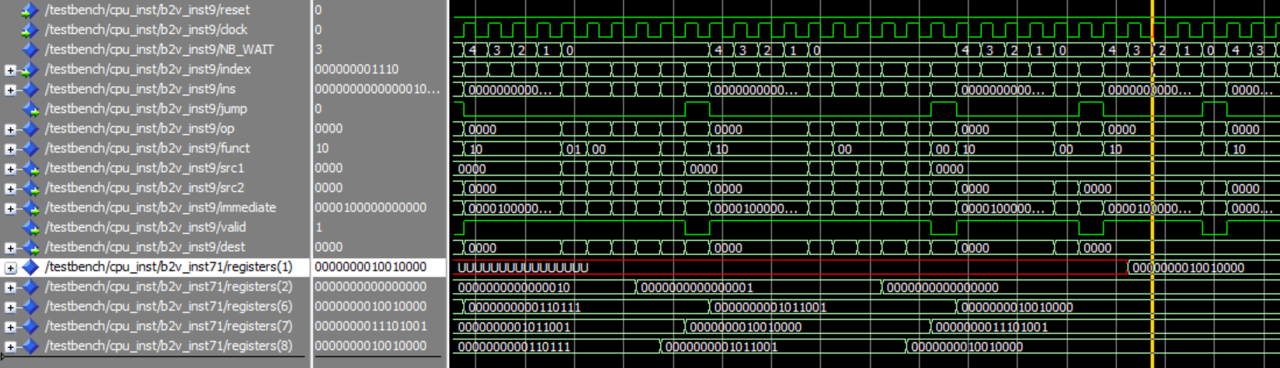 /testbench/cpu_inst/b2v_inst9/reset 0
/testbench/cpu_inst/b2v_inst9/clock 0
/testbench/cpu_inst/b2v_inst9/NB_WAIT 3 4 3 2 1 0 4 3 2 1 0 4 3 2 1 0 4 3 2 1 0 4 3
/testbench/cpu_inst/b2v_inst9/index 000000001110
/testbench/cpu_inst/b2v_inst9/ins 00000000000000010... 0000000000... 0000000000... 0000000000... 0000000000... 0000...
/testbench/cpu_inst/b2v_inst9/jump 0
/testbench/cpu_inst/b2v_inst9/op 0000 0000 0000 0000 0000 0000
/testbench/cpu_inst/b2v_inst9/funct 10 10 01 00 10 00 00 10 00 10 10
/testbench/cpu_inst/b2v_inst9/src1 0000 0000 0000 0000
/testbench/cpu_inst/b2v_inst9/src2 0000 0000 0000 0000 0000 0000
/testbench/cpu_inst/b2v_inst9/immediate 0000100000000000 0000100000... 0000100000... 0000100000... 0000100000... 0000...
/testbench/cpu_inst/b2v_inst9/valid 1
/testbench/cpu_inst/b2v_inst9/dest 0000 0000 0000 0000 0000
/testbench/cpu_inst/b2v_inst71/registers(1) 0000000010010000 UUUUUUUUUUUUUUUU 0000000010010000
/testbench/cpu_inst/b2v_inst71/registers(2) 0000000000000000 0000000000000010 0000000000000001 0000000000000000
/testbench/cpu_inst/b2v_inst71/registers(6) 0000000010010000 0000000000110111 0000000001011001 0000000010010000
/testbench/cpu_inst/b2v_inst71/registers(7) 0000000011101001 0000000001011001 0000000010010000 0000000011101001
/testbench/cpu_inst/b2v_inst71/registers(8) 0000000010010000 0000000000110111 0000000001011001 0000000010010000